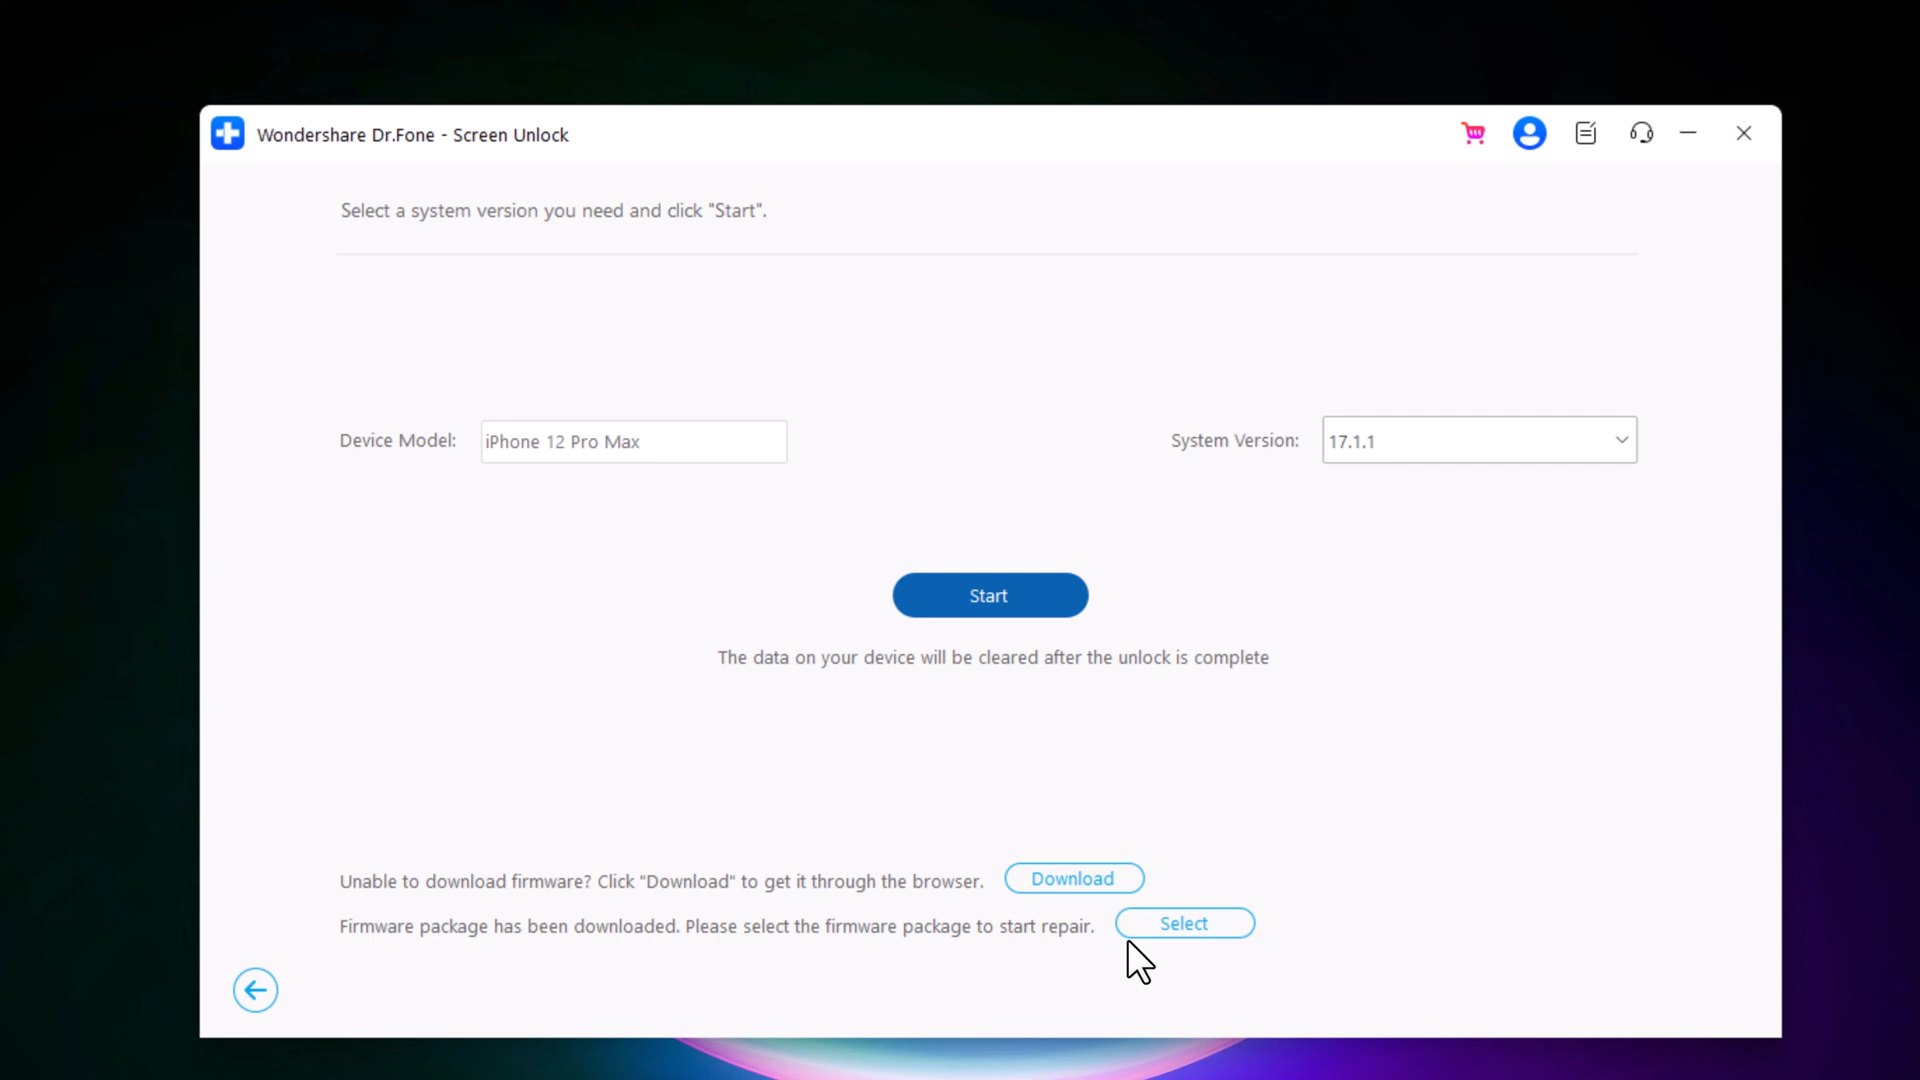 Wondershare Dr.Fone - Screen Unlock
Select a system version you need and click "Start".
Device Model: iPhone 12 Pro Max System Version: 17.1.1
Start
The data on your device will be cleared after the unlock is complete
Unable to download firmware? Click "Download" to get it through the browser. Download
Firmware package has been downloaded. Please select the firmware package to start repair. Select